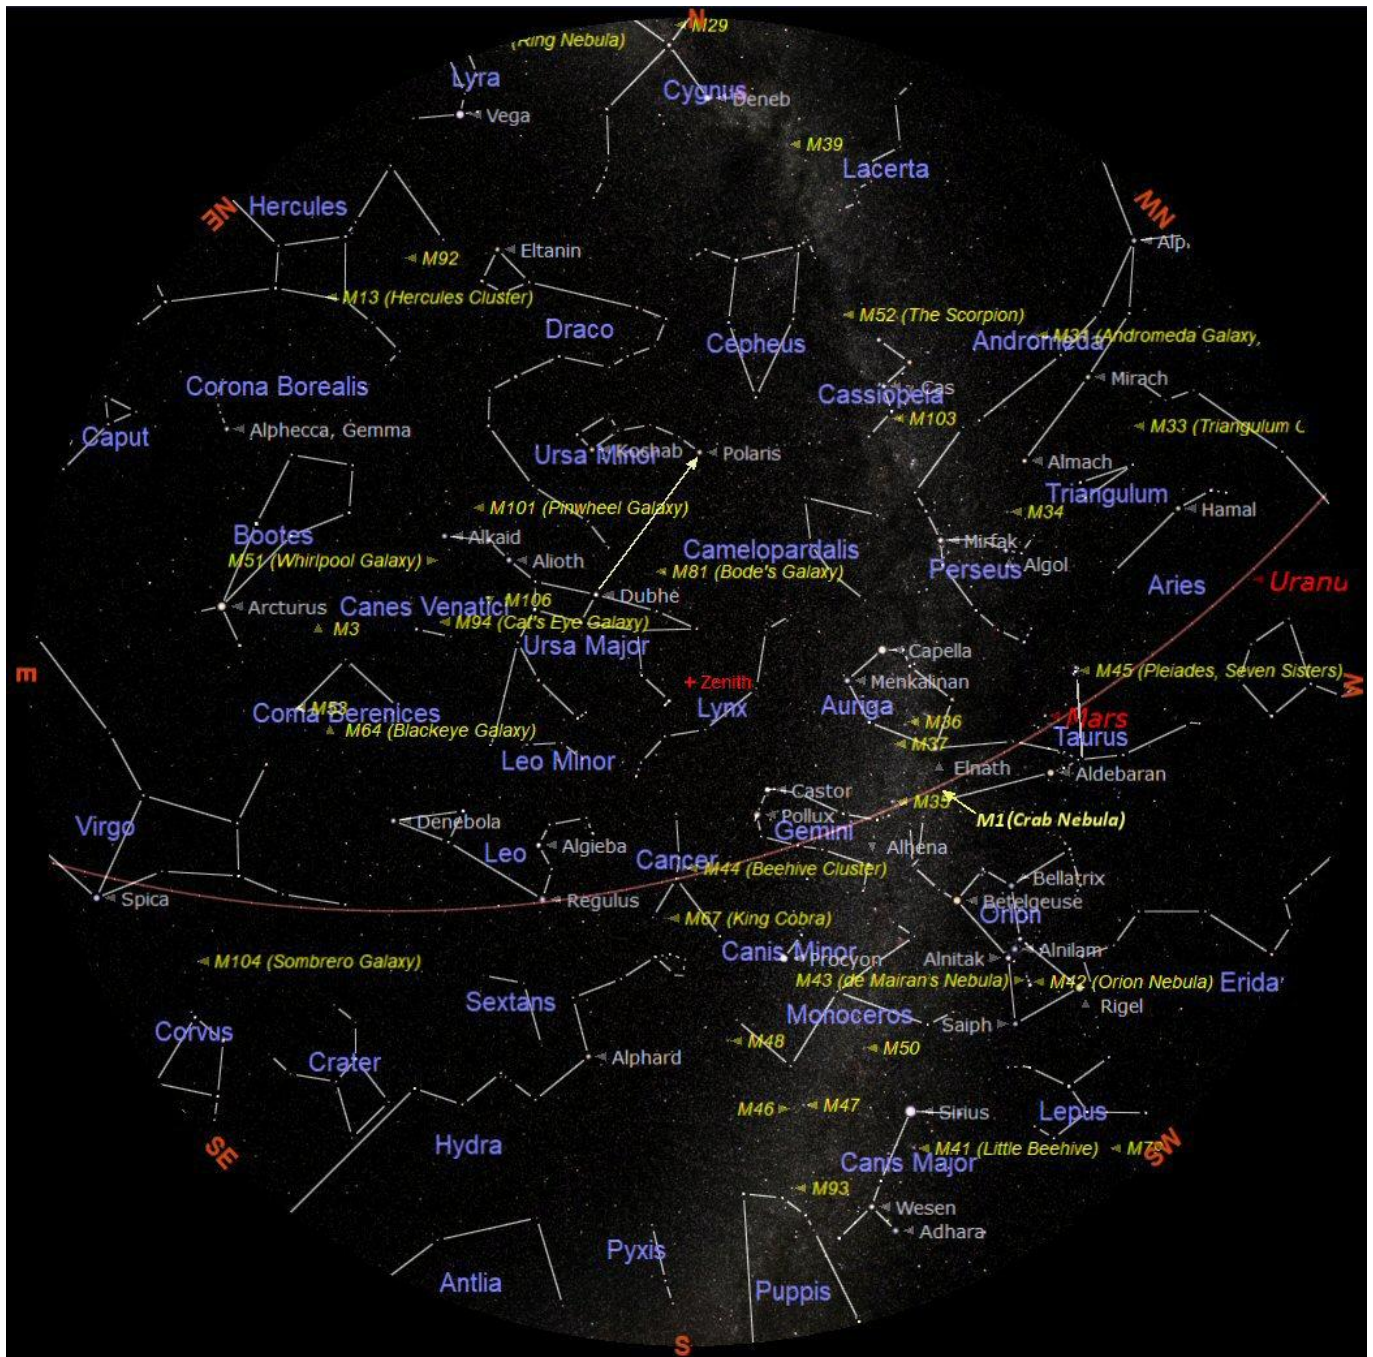 N
M29
(Ring Nebula)
Lyra
Cygnus
Deneb
Vega
M39
Lacerta
NE
Hercules
NW
Alp.
Eltanin
M92
M13 (Hercules Cluster)
M52 (The Scorpion)
Draco
Cepheus
Andromeda
M31 (Andromeda Galaxy,
Mirach
Corona Borealis
Cas
Cassiopeia
M103
M33 (Triangulum
Caput
Alphecca, Gemma
Ursa Minor
Kochab
Polaris
Almach
Triangulum
M101 (Pinwheel Galaxy)
M34
Hamal
Bootes
Alkaid
Mirfak
M51 (Whirlpool Galaxy)
Alioth
Camelopardalis
M81 (Bode's Galaxy)
Perseus
Algol
Aries
Uranu
Arcturus
Canes Venatici
M106
Dubhe
M3
M94 (Cat's Eye Galaxy)
Ursa Major
Capella
E
M45 (Pleiades, Seven Sisters)
W
Zenith
Menkalinan
Lynx
Auriga
Coma Berenices
M53
M64 (Blackeye Galaxy)
M36
Mars
Taurus
M37
Leo Minor
Elnath
Aldebaran
Castor
M35
Pollux
M1(Crab Nebula)
Virgo
Denebola
Gemini
Leo
Algieba
Alhena
Cancer
M44 (Beehive Cluster)
Bellatrix
Spica
Regulus
Betelgeuse
Orion
M67 (King Cobra)
Canis Minor
Procyon
Alnitak
Alnilam
M104 (Sombrero Galaxy)
M43 (de Mairan's Nebula)
M42 (Orion Nebula)
Erida
Sextans
Rigel
Monoceros
Saiph
Corvus
Crater
M48
M50
Alphard
M46
M47
Sirius
Lepus
Hydra
SE
SW
M41 (Little Beehive)
Canis Major
M93
Wesen
Adhara
Pyxis
Antlia
Puppis
S